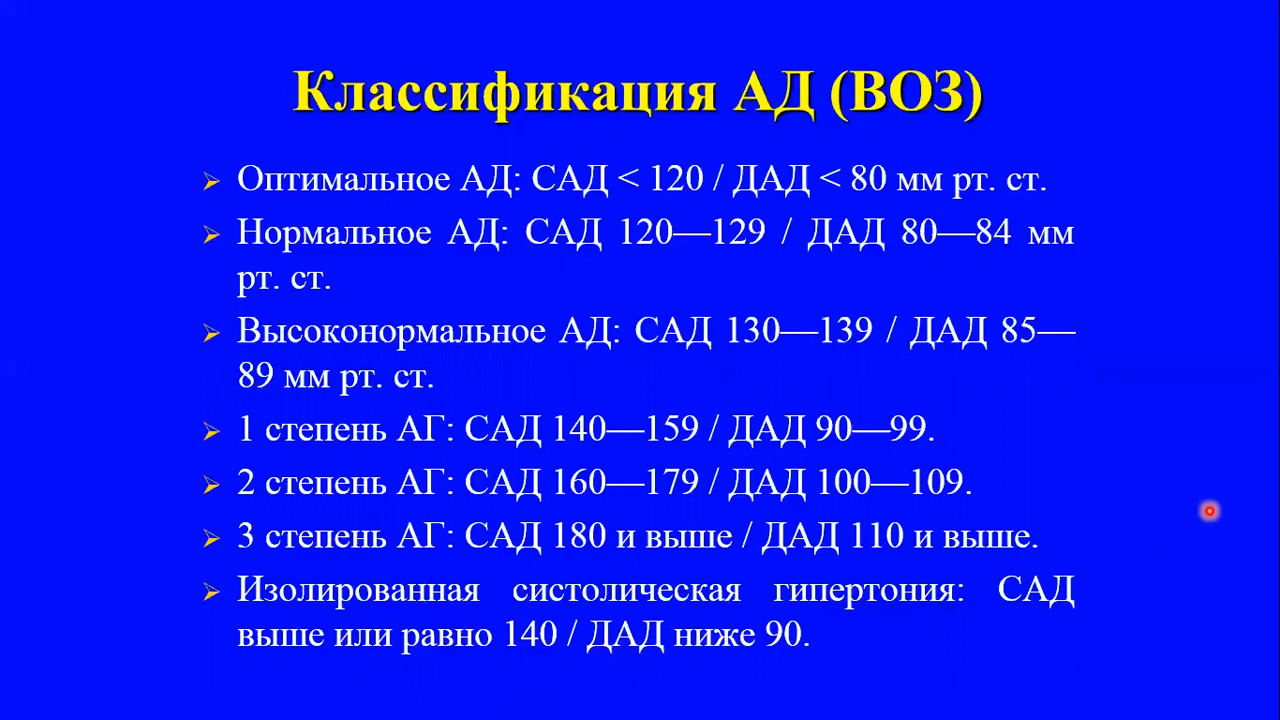 Классификация АД (ВОЗ)
Оптимальное АД: САД < 120 / ДАД < 80 мм рт. ст.
Нормальное АД: САД 120—129 / ДАД 80—84 мм
рт. ст.
Высоконормальное АД: САД 130—139 / ДАД 85—
89 мм рт. ст.
1 степень АГ: САД 140—159 / ДАД 90—99.
2 степень АГ: САД 160—179 / ДАД 100—109.
3 степень АГ: САД 180 и выше / ДАД 110 и выше.
Изолированная систолическая гипертония: САД
выше или равно 140 / ДАД ниже 90.